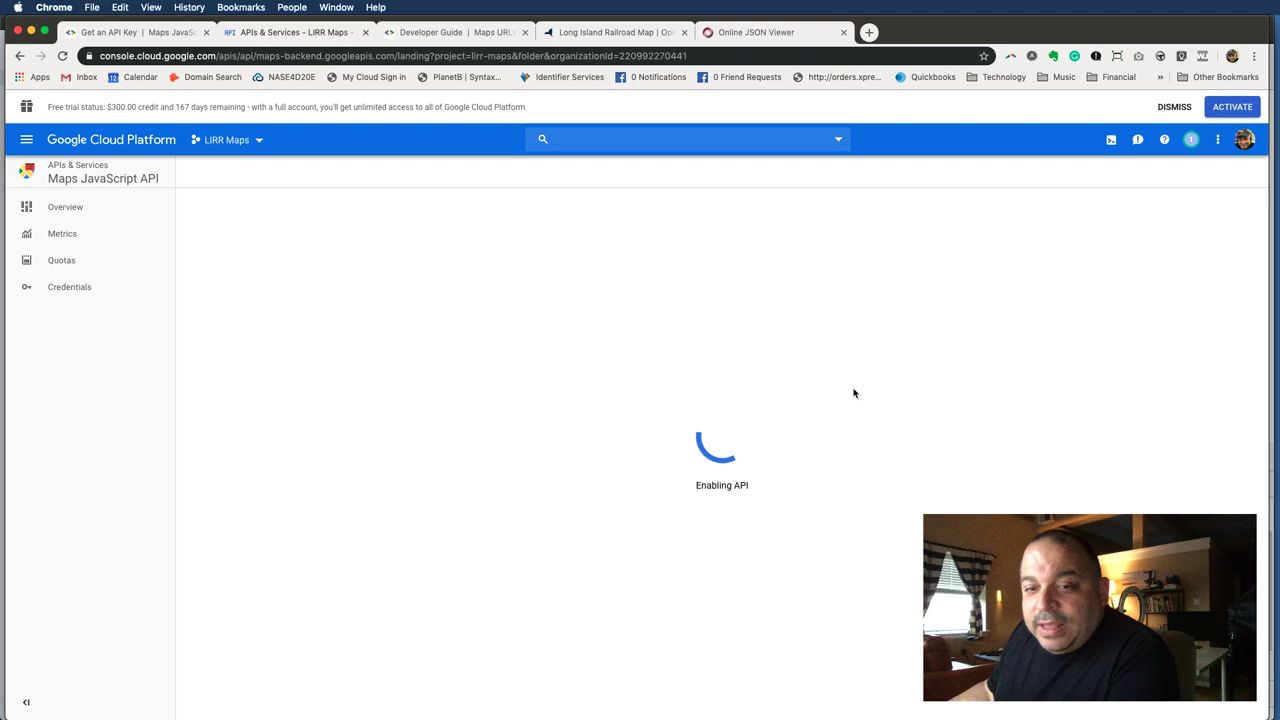 Chrome File Edit View History Bookmarks People Window Help
Get an API Key | Maps JavaSc
API APIs & Services - LIRR Maps -
Developer Guide | Maps URLs
Long Island Railroad Map | Ope
Online JSON Viewer
console.cloud.google.com/apis/api/maps-backend.googleapis.com/landing?project=lirr-maps&folder&organizationId=220992270441
Apps Inbox Calendar Domain Search NASE4D20E My Cloud Sign in PlanetB | Syntax... Identifier Services 0 Notifications 0 Friend Requests http://orders.xpre... Quickbooks Technology Music Financial » Other Bookmarks
Free trial status: $300.00 credit and 167 days remaining - with a full account, you'll get unlimited access to all of Google Cloud Platform.
DISMISS ACTIVATE
Google Cloud Platform LIRR Maps
1
APIs & Services
Maps JavaScript API
Overview
Metrics
Quotas
Credentials
Enabling API